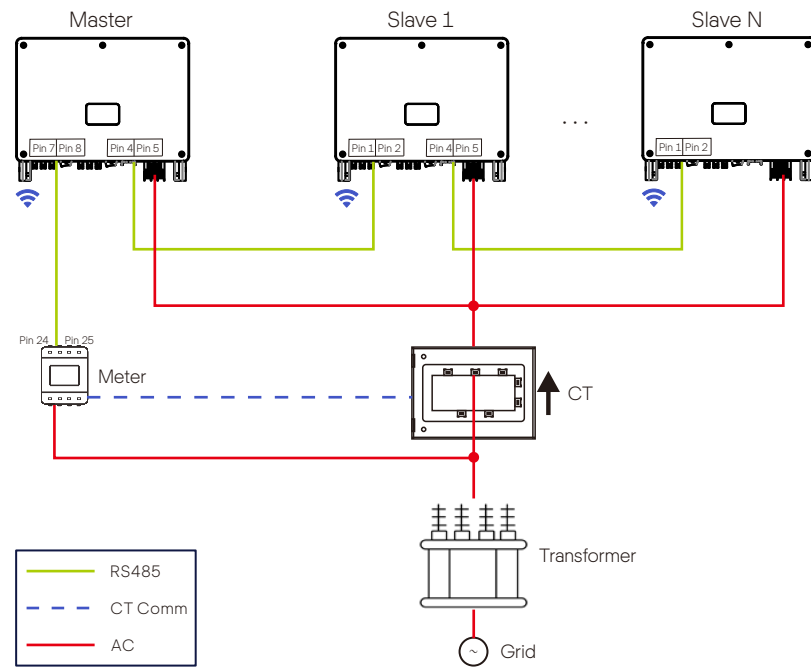 Master
Slave 1
Slave N
Pin 7 Pin 8
Pin 4 Pin 5
Pin 1 Pin 2
Pin 4 Pin 5
...
Pin 1 Pin 2
Pin 24
Pin 25
Meter
CT
Transformer
RS485
CT Comm
AC
~
Grid